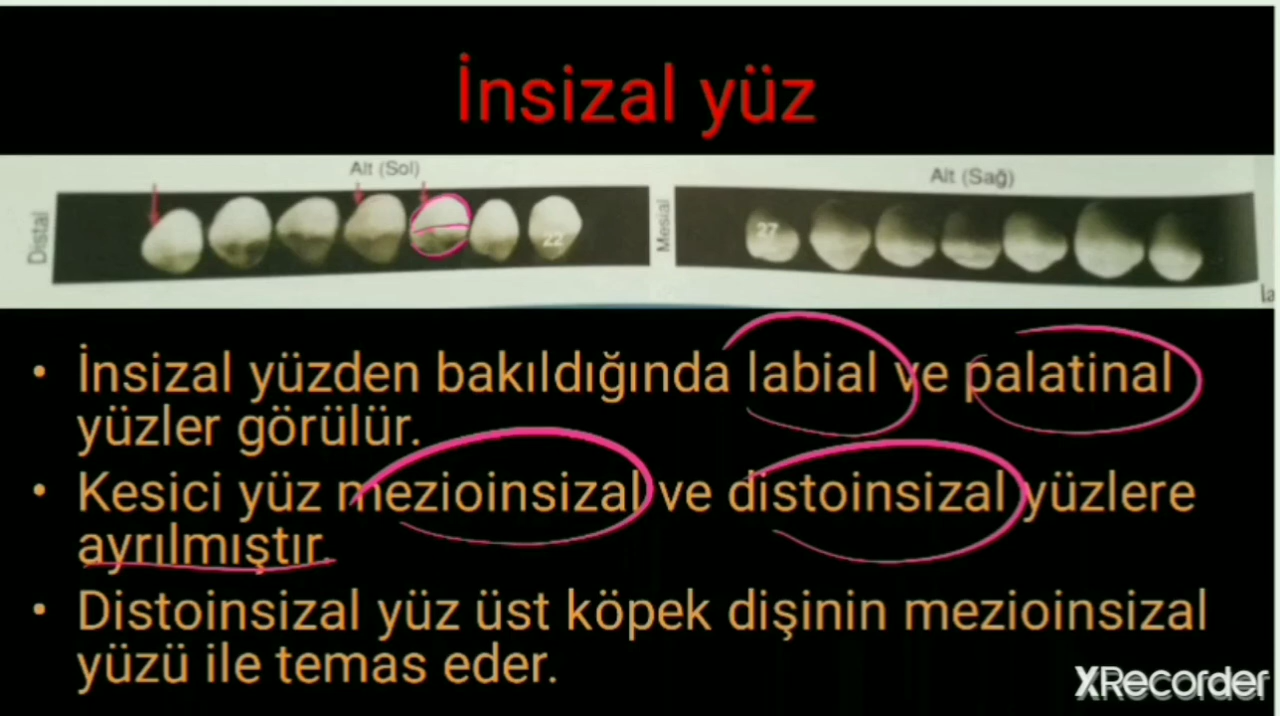 İnsizal yüz
Alt (Sol)
Alt (Sağ)
Distal
22
Mesial
27
la
• İnsizal yüzden bakıldığında labial ve palatinal
yüzler görülür.
• Kesici yüz mezioinsizal ve distoinsizal yüzlere
ayrılmıştır.
• Distoinsizal yüz üst köpek dişinin mezioinsizal
yüzü ile temas eder.
XRecorder